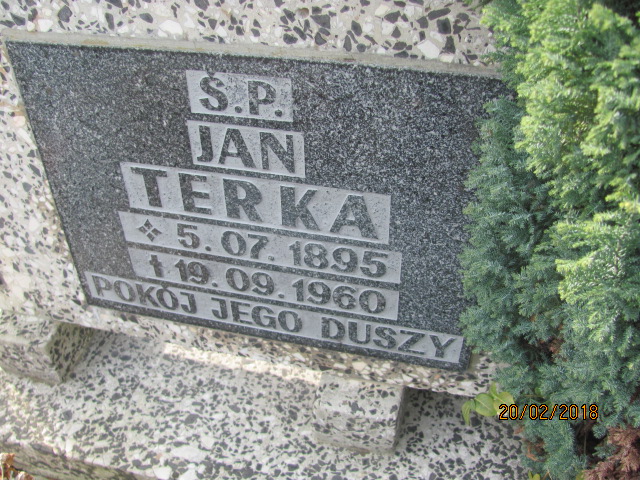 Ś.P.
JAN
TERKA
5.07.1895
19.09.1960
POKÓJ JEGO DUSZY
20/02/2018